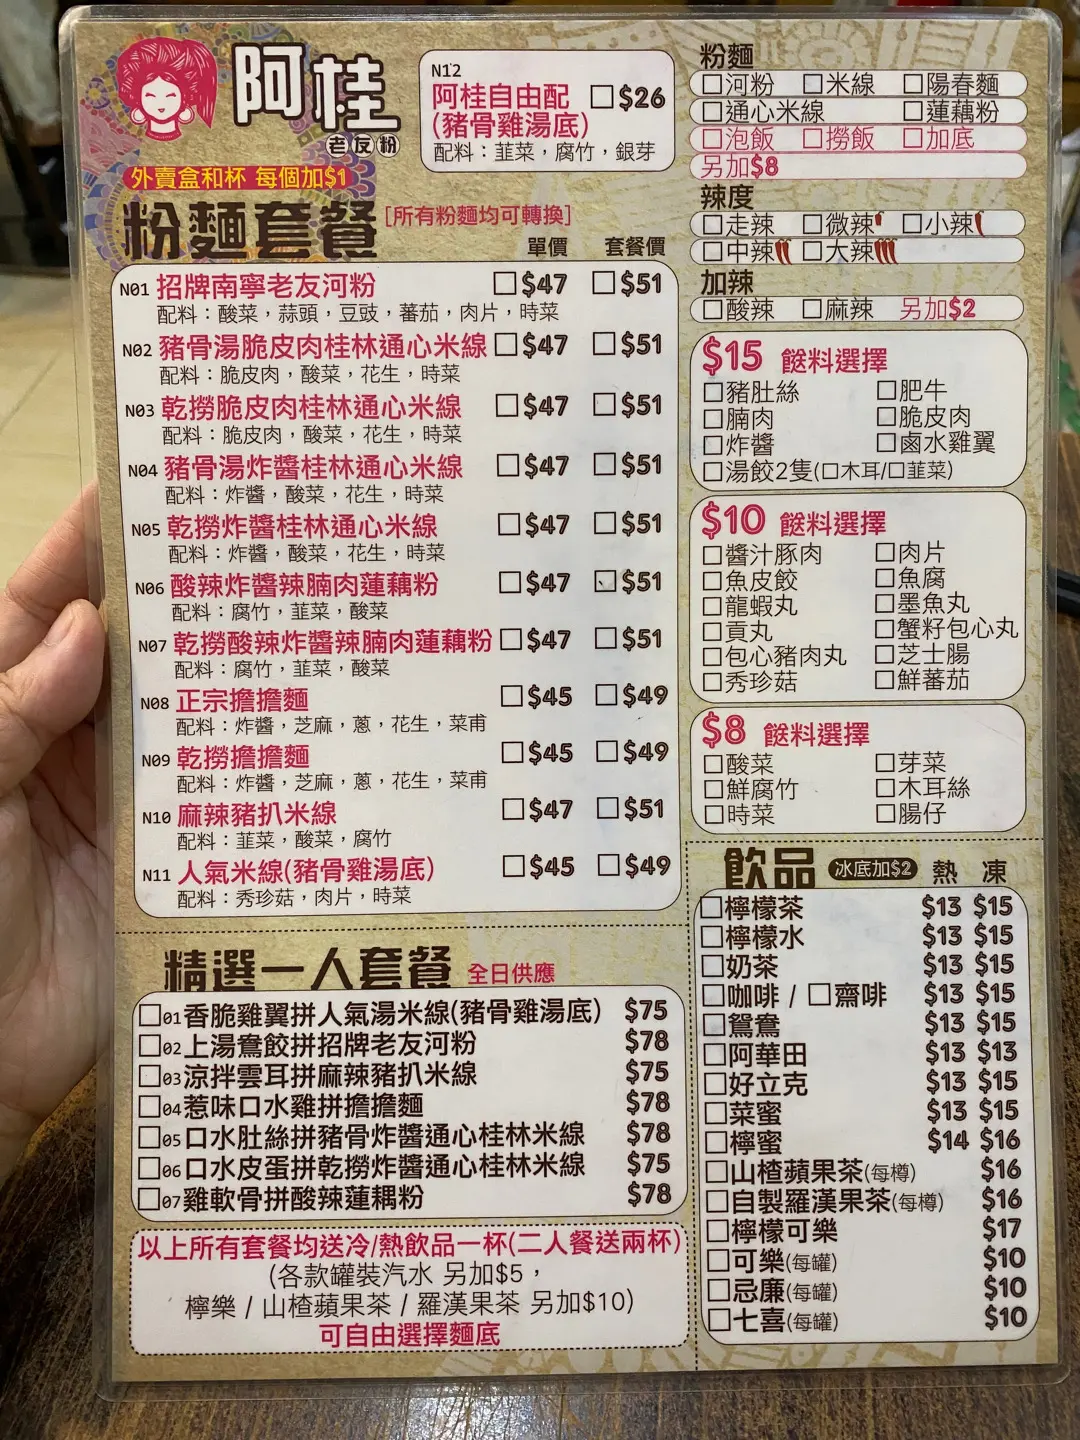 阿桂
老友粉
N12
阿桂自由配 □$26
(豬骨雞湯底)
配料：韮菜，腐竹，銀芽
外賣盒和杯 每個加$1
粉麵套餐 [所有粉麵均可轉換]
單價 套餐價
N01 招牌南寧老友河粉 □$47 □$51
配料：酸菜，蒜頭，豆豉，蕃茄，肉片，時菜
N02 豬骨湯脆皮肉桂林通心米線 □$47 □$51
配料：脆皮肉，酸菜，花生，時菜
N03 乾撈脆皮肉桂林通心米線 □$47 □$51
配料：脆皮肉，酸菜，花生，時菜
N04 豬骨湯炸醬桂林通心米線 □$47 □$51
配料：炸醬，酸菜，花生，時菜
N05 乾撈炸醬桂林通心米線 □$47 □$51
配料：炸醬，酸菜，花生，時菜
N06 酸辣炸醬辣腩肉蓮藕粉 □$47 □$51
配料：腐竹，韮菜，酸菜
N07 乾撈酸辣炸醬辣腩肉蓮藕粉 □$47 □$51
配料：腐竹，韮菜，酸菜
N08 正宗擔擔麵 □$45 □$49
配料：炸醬，芝麻，蔥，花生，菜甫
N09 乾撈擔擔麵 □$45 □$49
配料：炸醬，芝麻，蔥，花生，菜甫
N10 麻辣豬扒米線 □$47 □$51
配料：韮菜，酸菜，腐竹
N11 人氣米線(豬骨雞湯底) □$45 □$49
配料：秀珍菇，肉片，時菜
精選一人套餐 全日供應
□01香脆雞翼拼人氣湯米線(豬骨雞湯底) $75
□02上湯鴦餃拼招牌老友河粉 $78
□03涼拌雲耳拼麻辣豬扒米線 $75
□04惹味口水雞拼擔擔麵 $78
□05口水肚絲拼豬骨炸醬通心桂林米線 $78
□06口水皮蛋拼乾撈炸醬通心桂林米線 $75
□07雞軟骨拼酸辣蓮耦粉 $78
以上所有套餐均送冷/熱飲品一杯(二人餐送兩杯)
(各款罐裝汽水 另加$5，
檸樂 / 山楂蘋果茶 / 羅漢果茶 另加$10)
可自由選擇麵底
粉麵
□河粉 □米線 □陽春麵
□通心米線 □蓮藕粉
□泡飯 □撈飯 □加底
另加$8
辣度
□走辣 □微辣 □小辣
□中辣 □大辣
加辣
□酸辣 □麻辣 另加$2
$15 餸料選擇
□豬肚絲 □肥牛
□腩肉 □脆皮肉
□炸醬 □鹵水雞翼
□湯餃2隻(□木耳/□韮菜)
$10 餸料選擇
□醬汁豚肉 □肉片
□魚皮餃 □魚腐
□龍蝦丸 □墨魚丸
□貢丸 □蟹籽包心丸
□包心豬肉丸 □芝士腸
□秀珍菇 □鮮蕃茄
$8 餸料選擇
□酸菜 □芽菜
□鮮腐竹 □木耳絲
□時菜 □腸仔
飲品 冰底加$2 熱 凍
□檸檬茶 $13 $15
□檸檬水 $13 $15
□奶茶 $13 $15
□咖啡 / □齋啡 $13 $15
□鴛鴦 $13 $15
□阿華田 $13 $13
□好立克 $13 $15
□菜蜜 $13 $15
□檸蜜 $14 $16
□山楂蘋果茶(每樽) $16
□自製羅漢果茶(每樽) $16
□檸檬可樂 $17
□可樂(每罐) $10
□忌廉(每罐) $10
□七喜(每罐) $10